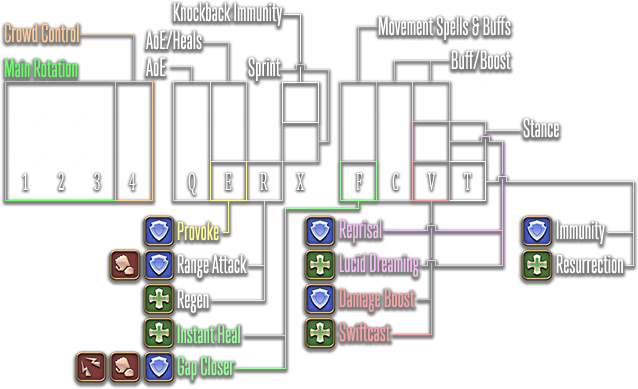 Knockback Immunity
Crowd Control
AoE/Heals
Movement Spells & Buffs
Main Rotation
AoE
Sprint
Buff/Boost
Stance
1 2 3 4 Q E R X F C V T
Provoke
Reprisal
Immunity
Range Attack
Lucid Dreaming
Resurrection
Regen
Damage Boost
Instant Heal
Swiftcast
Gap Closer